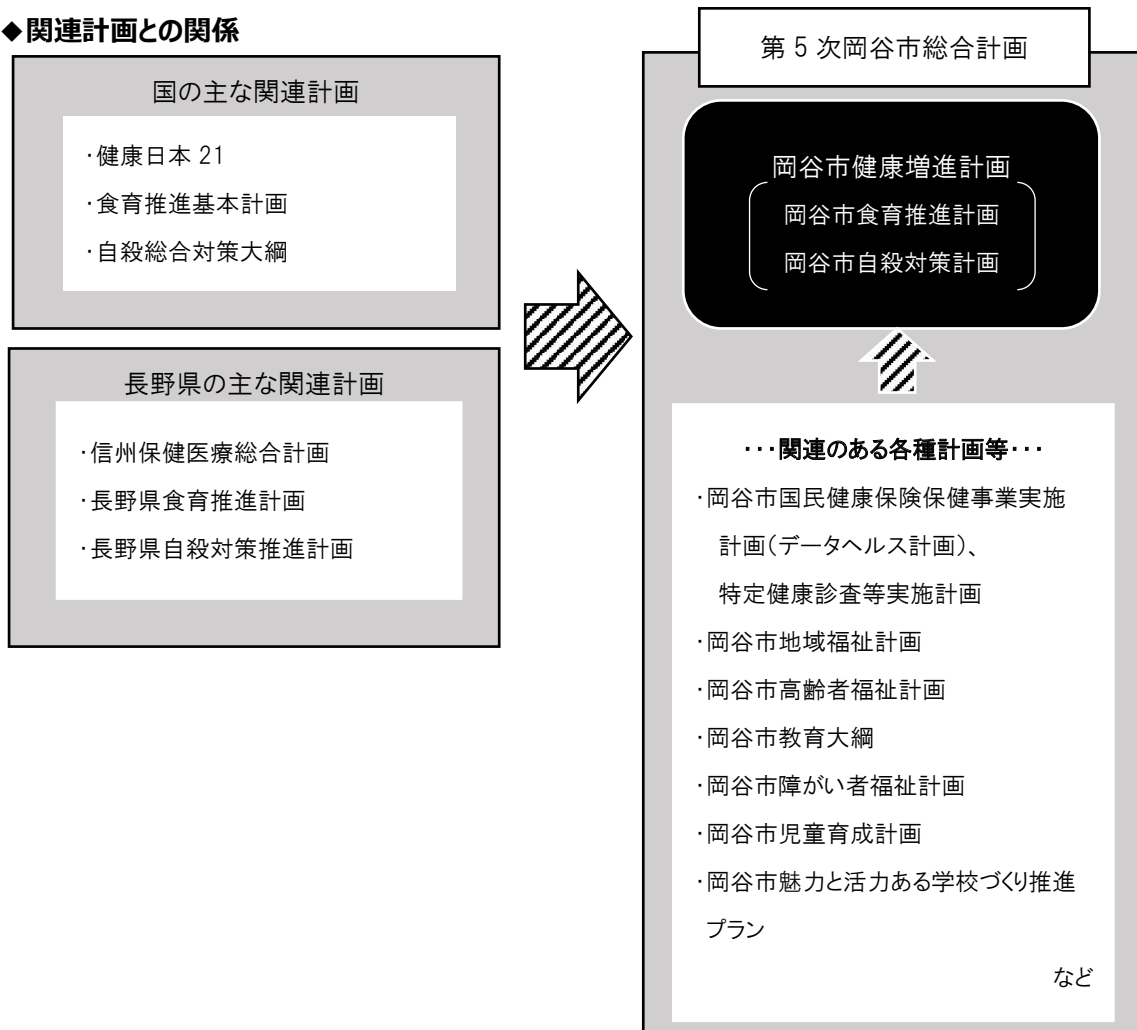 ◆関連計画との関係
国の主な関連計画
・健康日本 21
・食育推進基本計画
・自殺総合対策大綱
長野県の主な関連計画
・信州保健医療総合計画
・長野県食育推進計画
・長野県自殺対策推進計画
第 5 次岡谷市総合計画
岡谷市健康増進計画
岡谷市食育推進計画
岡谷市自殺対策計画
・・・関連のある各種計画等・・・
・岡谷市国民健康保険保健事業実施
計画(データヘルス計画)、
特定健康診査等実施計画
・岡谷市地域福祉計画
・岡谷市高齢者福祉計画
・岡谷市教育大綱
・岡谷市障がい者福祉計画
・岡谷市児童育成計画
・岡谷市魅力と活力ある学校づくり推進
プラン
など